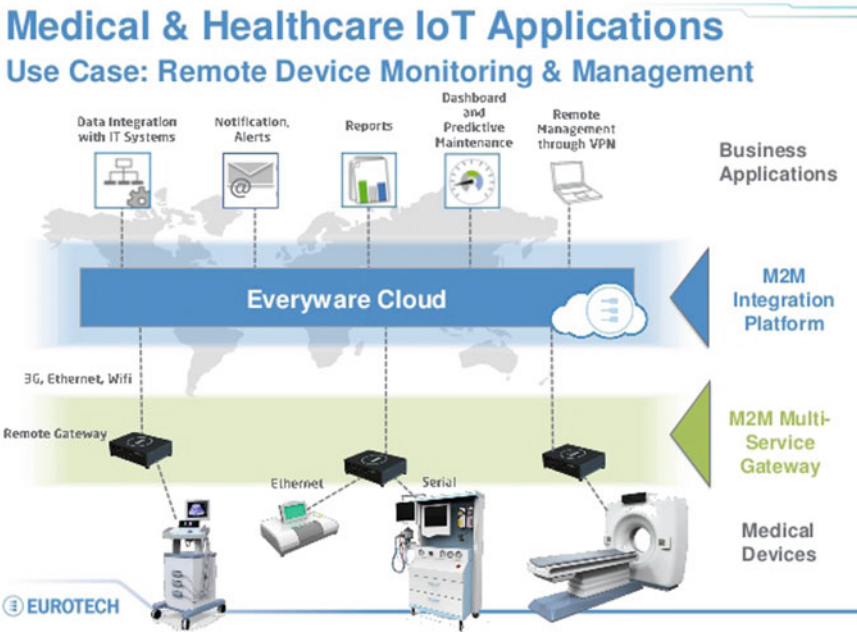 Medical & Healthcare IoT Applications
Use Case: Remote Device Monitoring & Management
Data Integration
with IT Systems
Notification,
Alerts
Reports
Dashboard
and
Predictive
Maintenance
Remote
Management
through VPN
Business
Applications
@
Everyware Cloud
M2M
Integration
Platform
3G, Ethernet, Wifi
Remote Gateway
M2M Multi-
Service
Gateway
Ethernet
Serial
Medical
Devices
EUROTECH